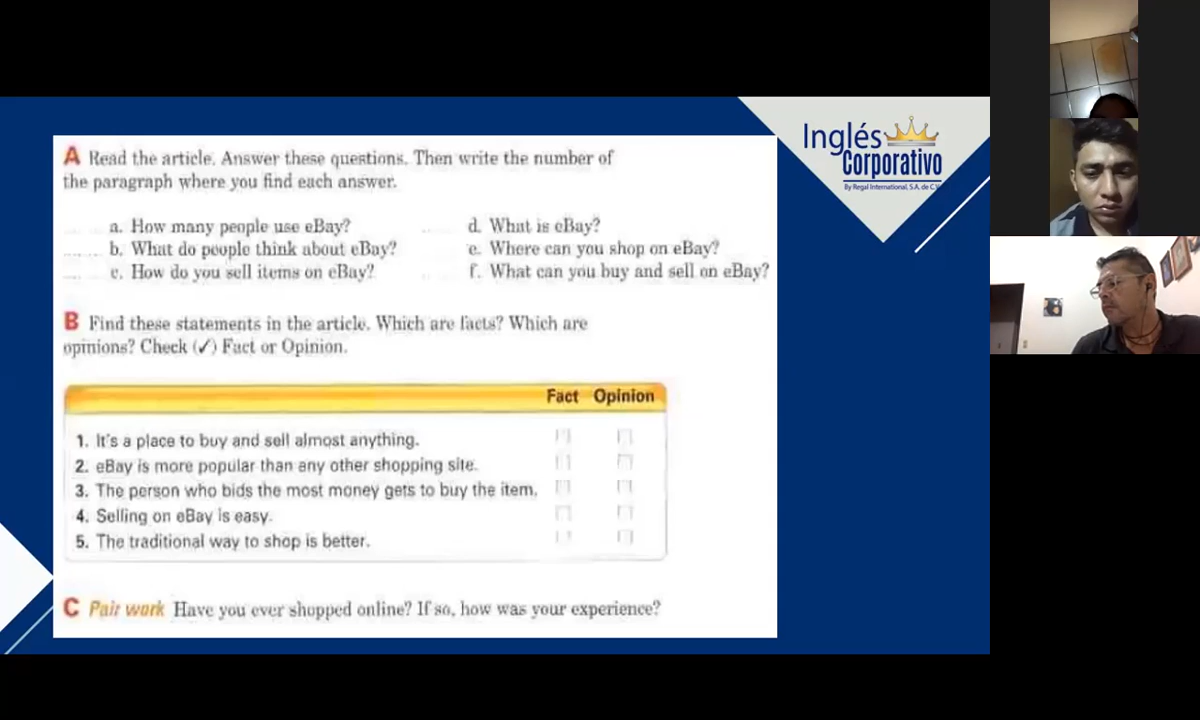 Inglés
Corporativo
By Regal International, S.A. de C.V.
A Read the article. Answer these questions. Then write the number of
the paragraph where you find each answer.
a. How many people use eBay?
b. What do people think about eBay?
c. How do you sell items on eBay?
d. What is eBay?
e. Where can you shop on eBay?
f. What can you buy and sell on eBay?
B Find these statements in the article. Which are facts? Which are
opinions? Check (✓) Fact or Opinion.
Fact Opinion
1. It's a place to buy and sell almost anything.
2. eBay is more popular than any other shopping site.
3. The person who bids the most money gets to buy the item.
4. Selling on eBay is easy.
5. The traditional way to shop is better.
C Pair work Have you ever shopped online? If so, how was your experience?